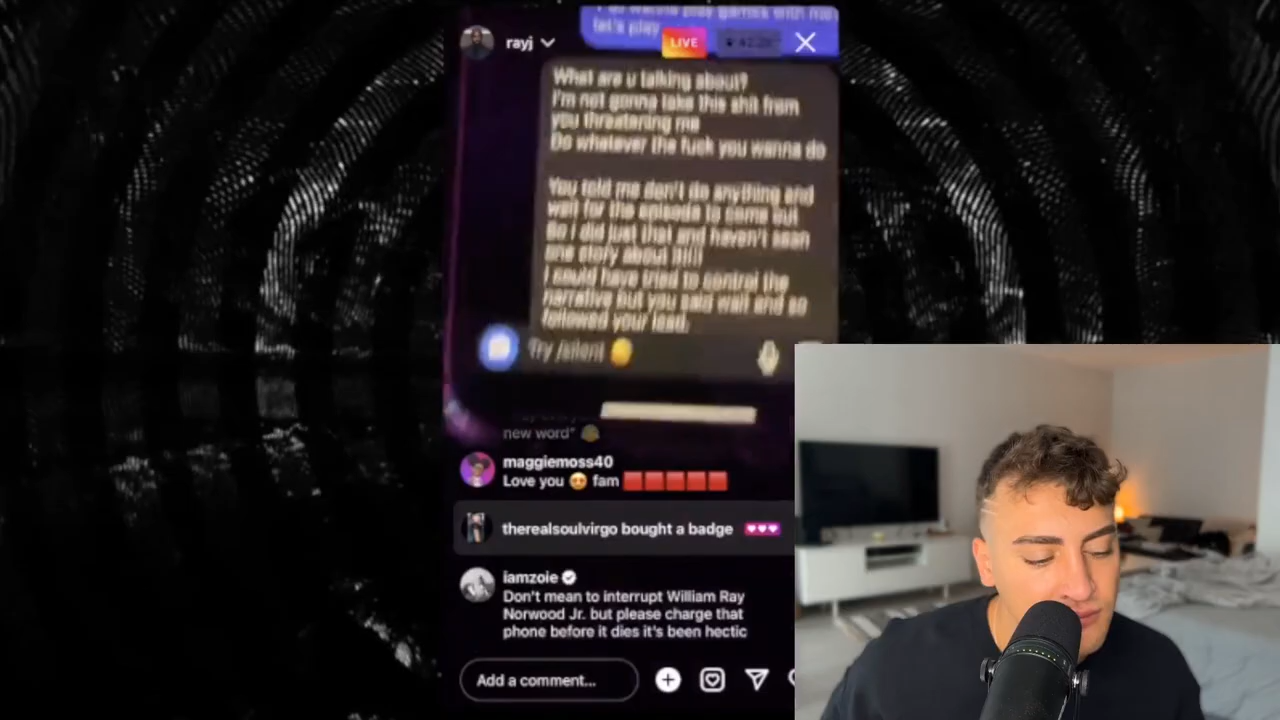 let's play
rayj
LIVE
What are u talking about?
I'm not gonna take this shit from
you threatening me
Do whatever the fuck you wanna do
You told me don't do anything and
wait for the episode to come out
So I did just that and haven't seen
one story about it!!
I could have tried to control the
narrative but you said wait and so
followed your lead.
new word"
maggiemoss40
Love you 😍 fam 🟥🟥🟥🟥🟥
therealsoulvirgo bought a badge
iamzoie
Don't mean to interrupt William Ray
Norwood Jr. but please charge that
phone before it dies it's been hectic
Add a comment...